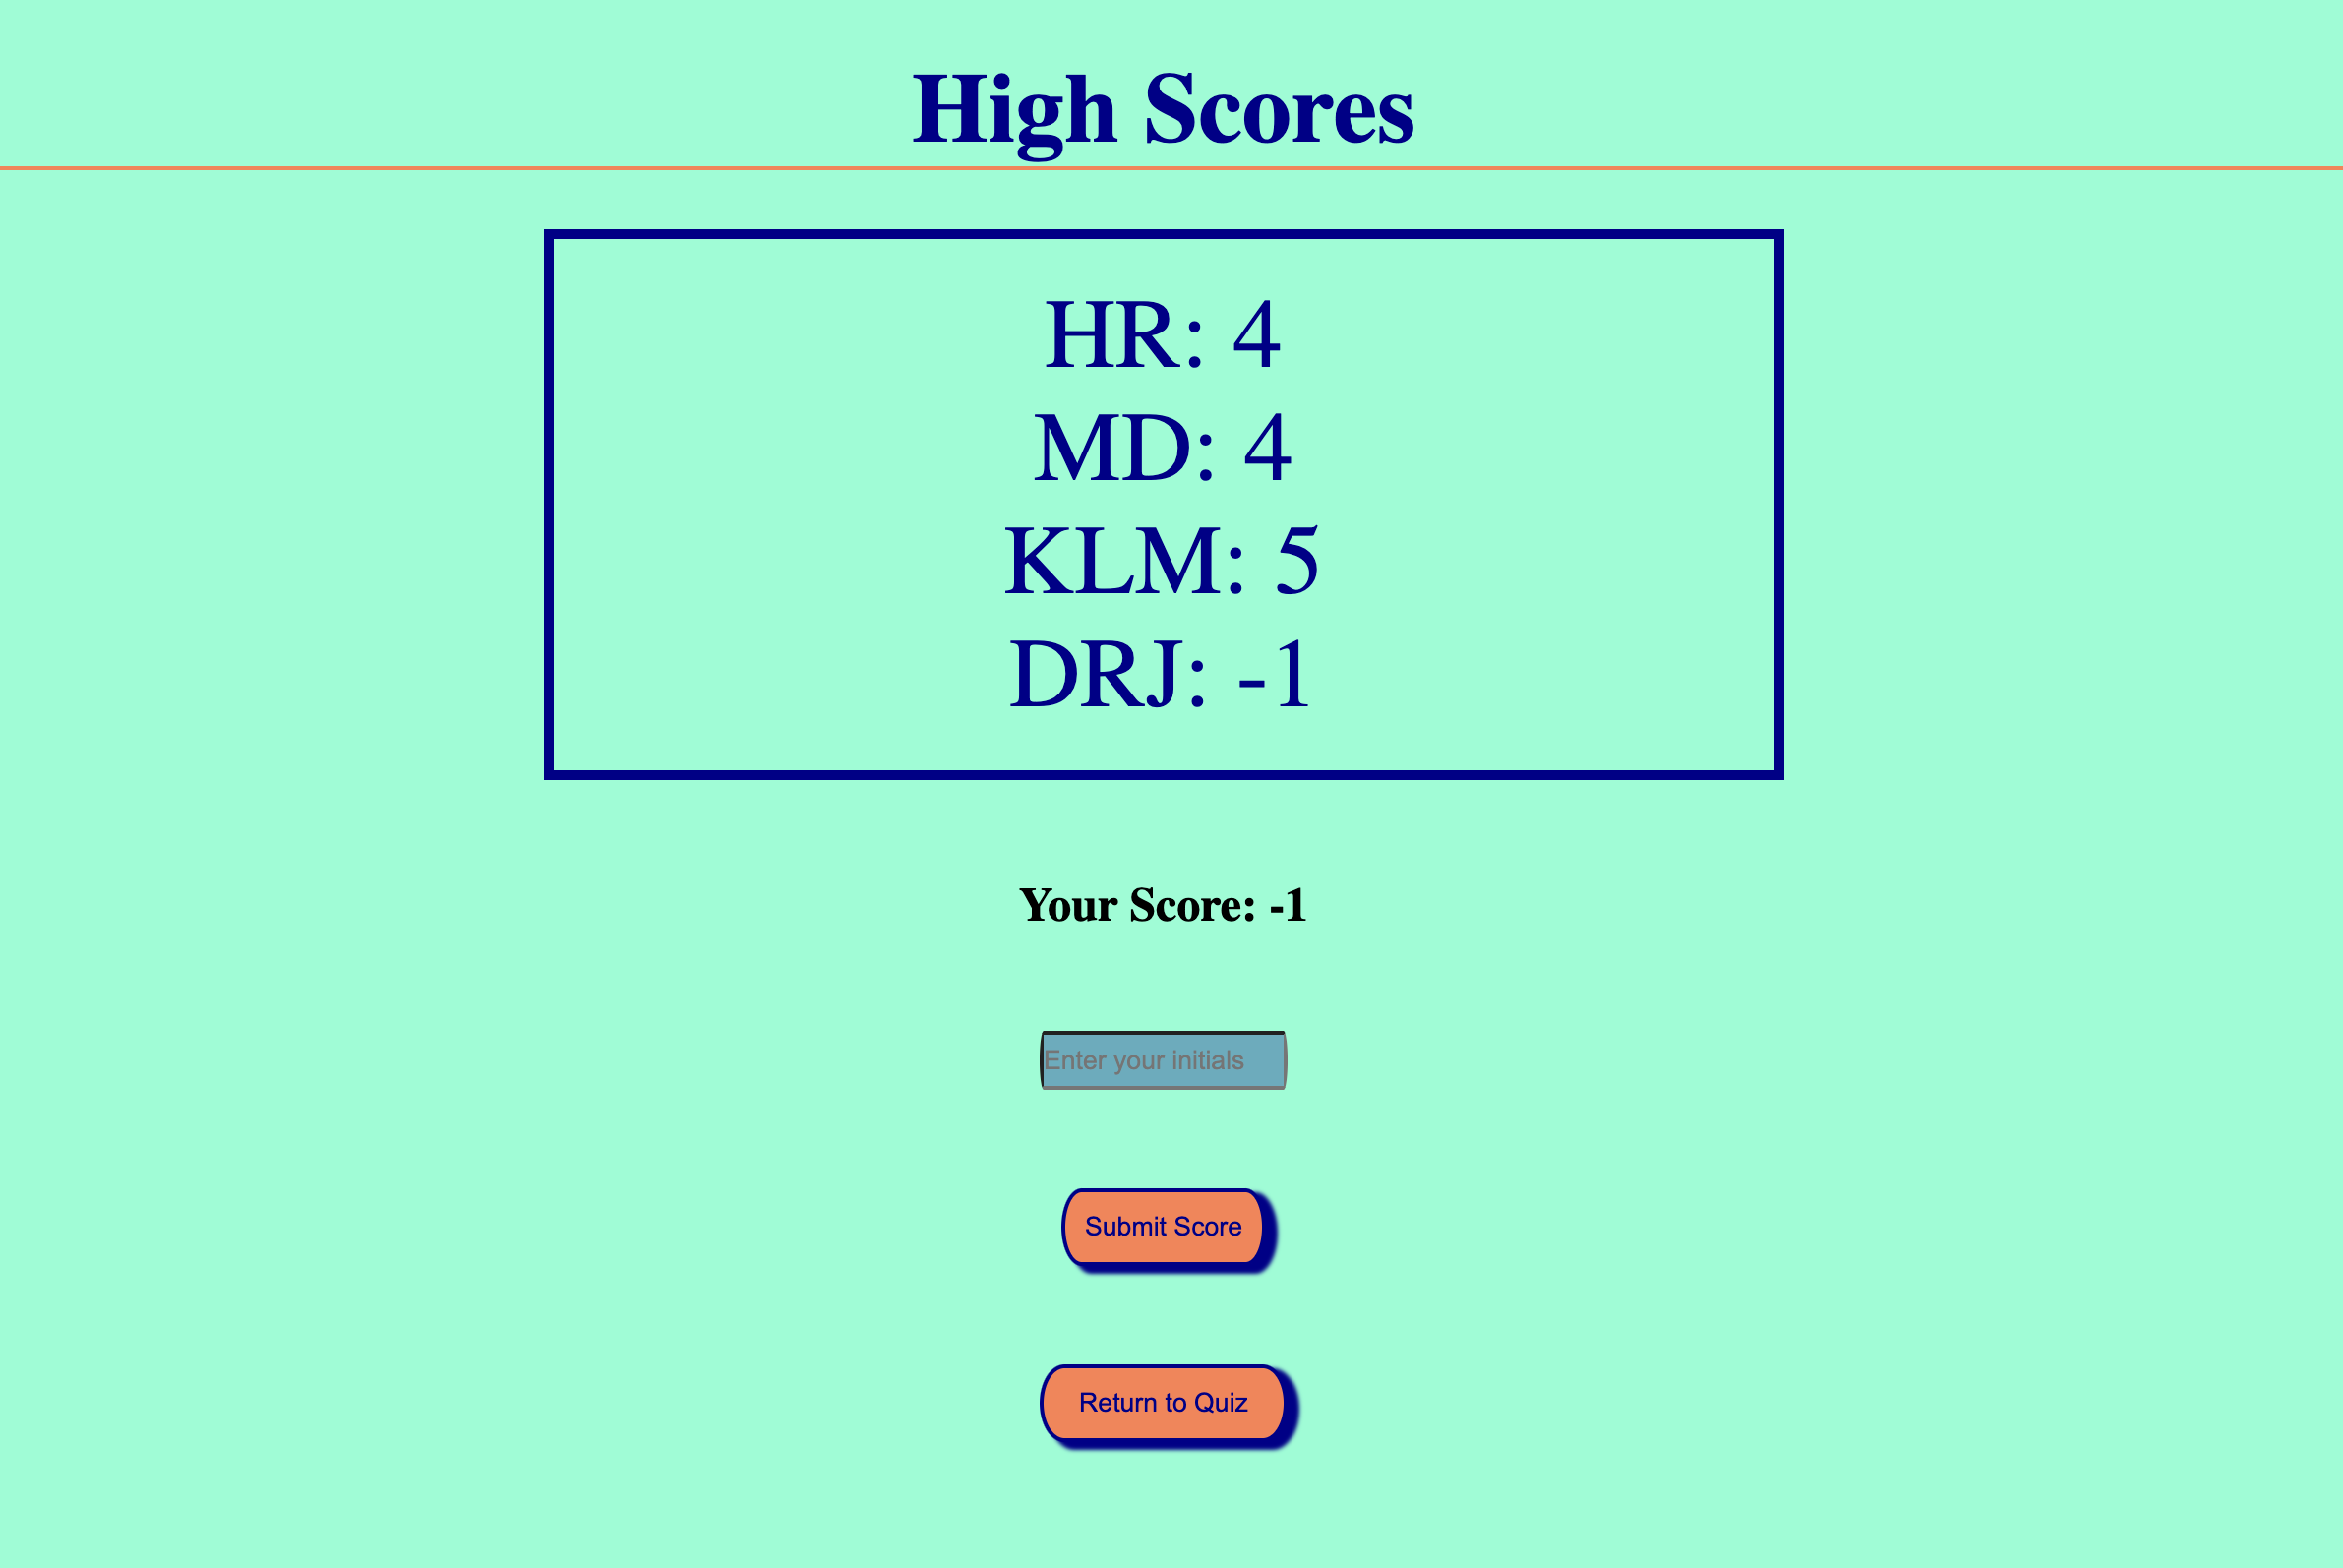 High Scores
HR: 4
MD: 4
KLM: 5
DRJ: -1
Your Score: -1
Enter your initials
Submit Score
Return to Quiz